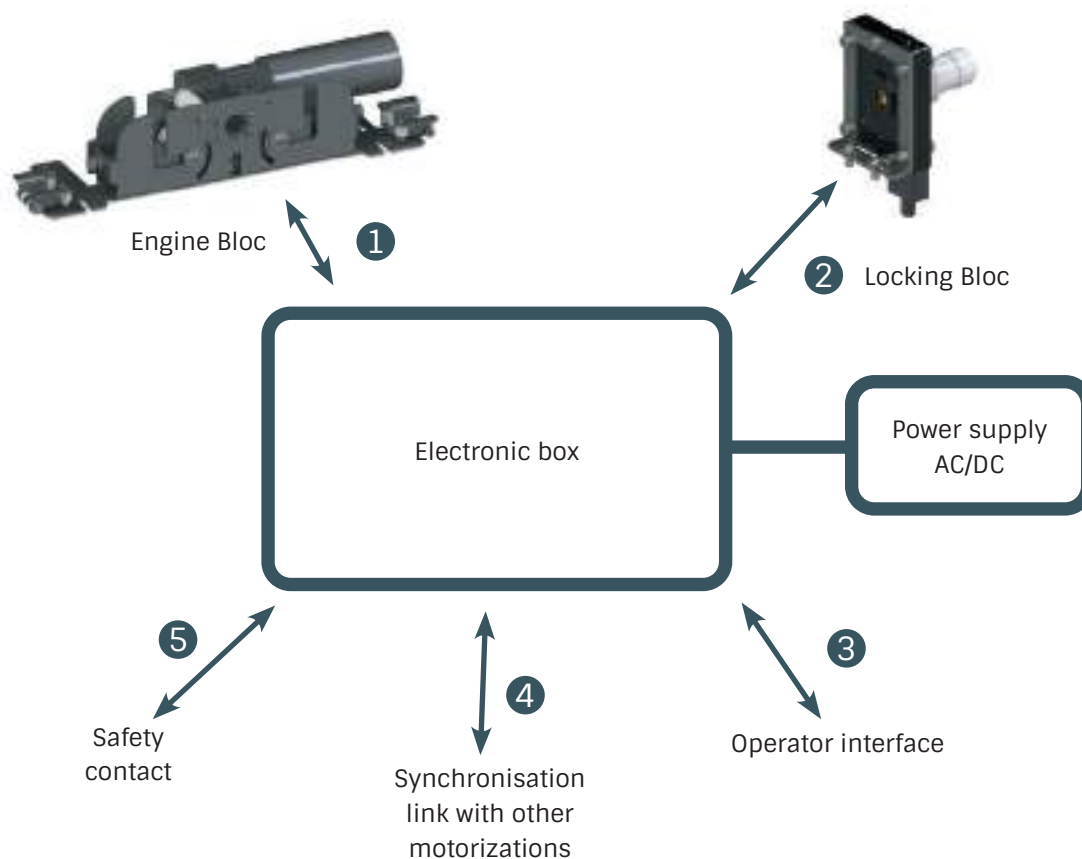 Engine Bloc
1
2
Locking Bloc
Electronic box
Power supply
AC/DC
5
4
3
Safety
contact
Operator interface
Synchronisation
link with other
motorizations